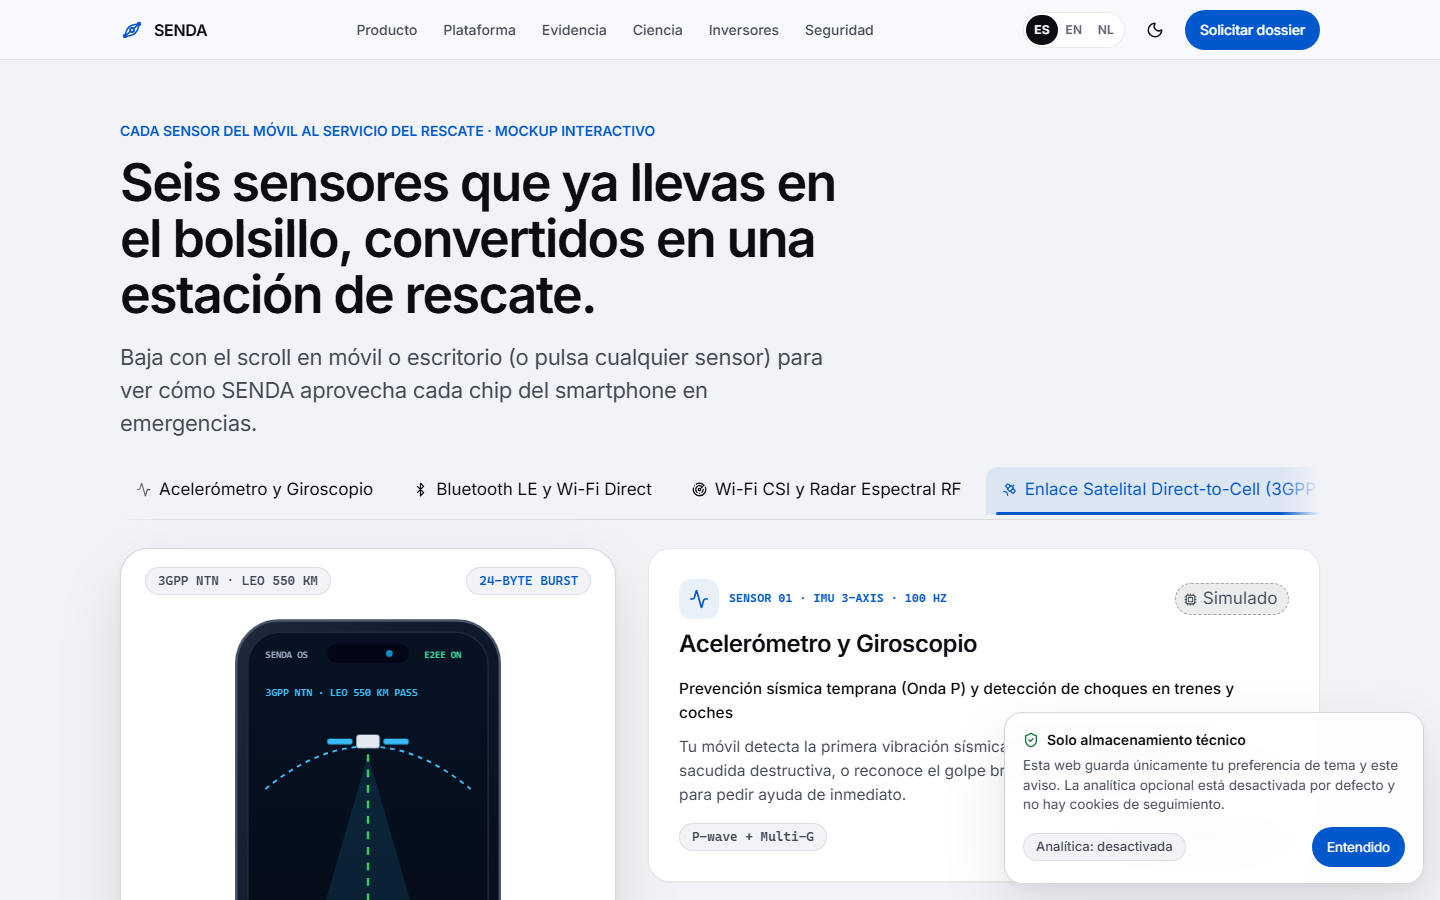 SENDA
Producto Plataforma Evidencia Ciencia Inversores Seguridad
ES EN NL
Solicitar dossier
CADA SENSOR DEL MÓVIL AL SERVICIO DEL RESCATE · MOCKUP INTERACTIVO
Seis sensores que ya llevas en
el bolsillo, convertidos en una
estación de rescate.
Baja con el scroll en móvil o escritorio (o pulsa cualquier sensor) para
ver cómo SENDA aprovecha cada chip del smartphone en
emergencias.
Acelerómetro y Giroscopio Bluetooth LE y Wi-Fi Direct Wi-Fi CSI y Radar Espectral RF Enlace Satelital Direct-to-Cell (3GPP
3GPP NTN · LEO 550 KM 24-BYTE BURST
SENDA OS E2EE ON
3GPP NTN · LEO 550 KM PASS
SENSOR 01 · IMU 3-AXIS · 100 HZ
Simulado
Acelerómetro y Giroscopio
Prevención sísmica temprana (Onda P) y detección de choques en trenes y
coches
Tu móvil detecta la primera vibración sísmica
sacudida destructiva, o reconoce el golpe
para pedir ayuda de inmediato.
P-wave + Multi-G
Solo almacenamiento técnico
Esta web guarda únicamente tu preferencia de tema y este
aviso. La analítica opcional está desactivada por defecto y
no hay cookies de seguimiento.
Analítica: desactivada
Entendido